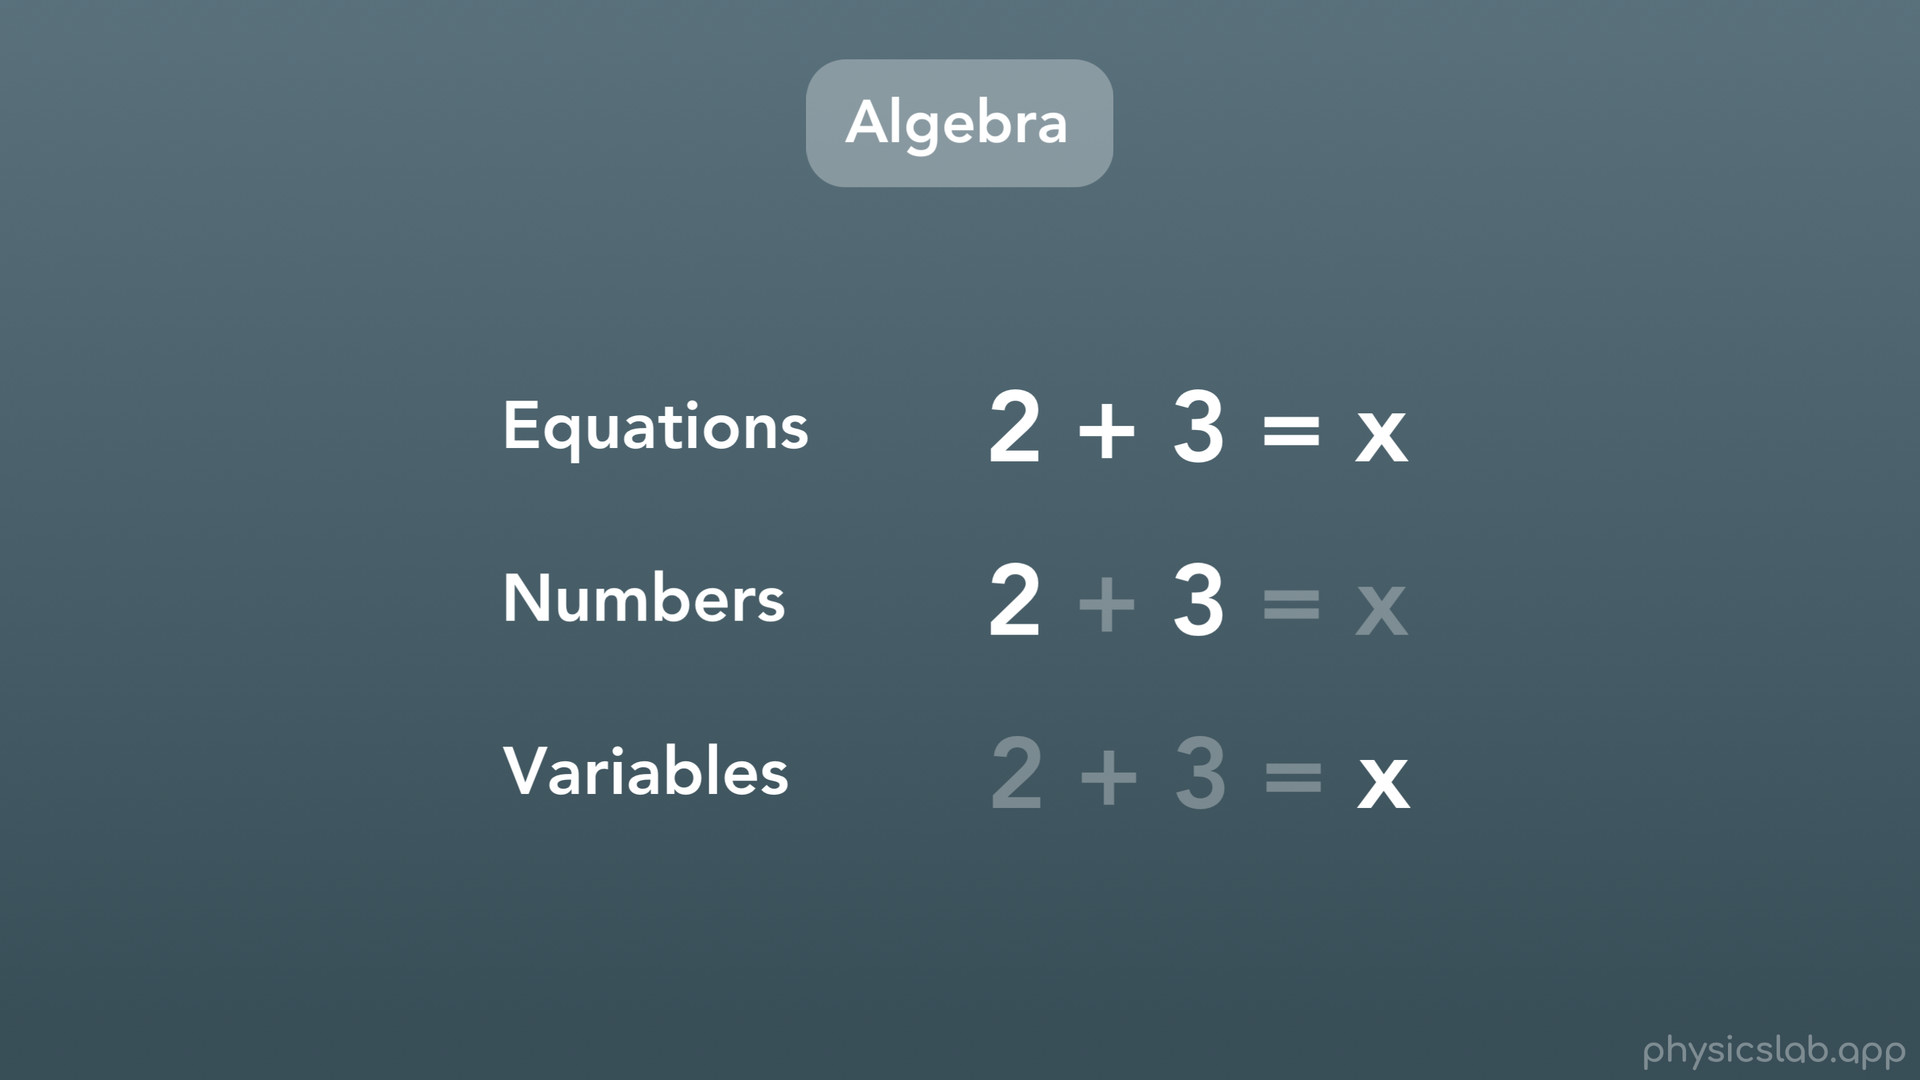 Algebra
Equations 2 + 3 = x
Numbers 2 + 3 = x
Variables 2 + 3 = x
physicslab.app